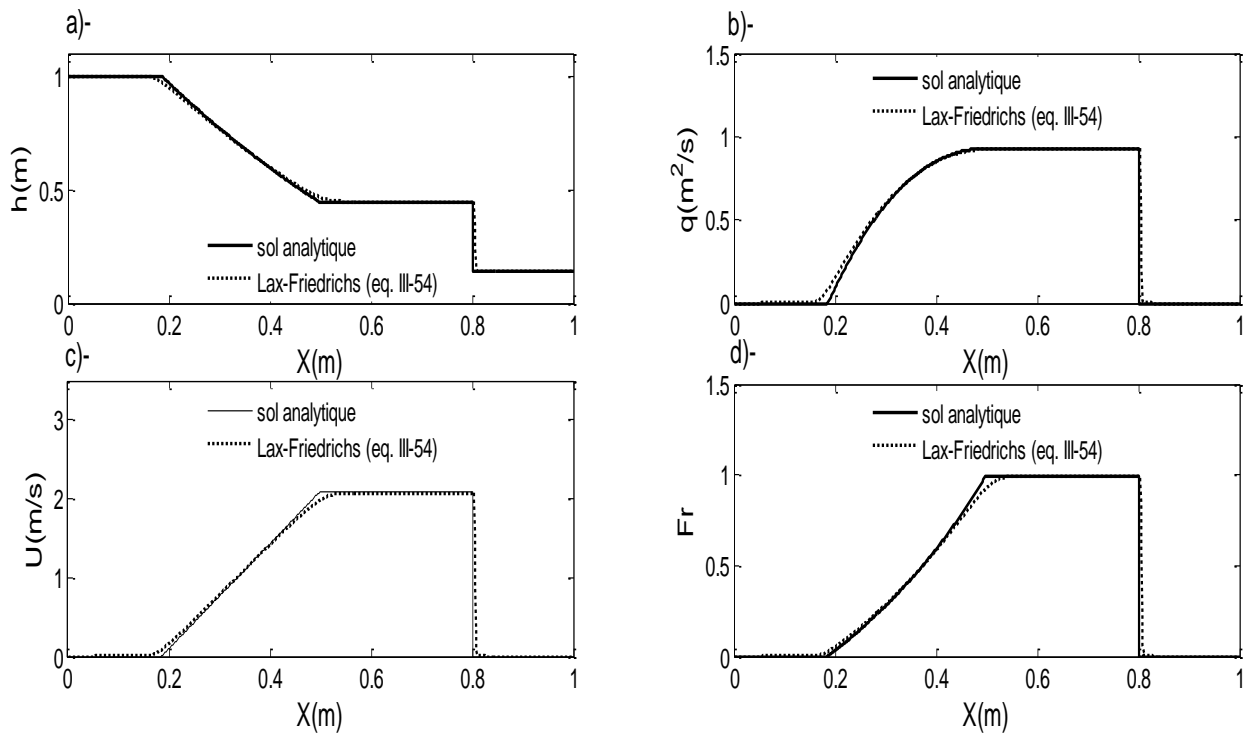 a)-
h(m)
1
0.5
0
sol analytique
Lax-Friedrichs (eq. III-54)
0 0.2 0.4 0.6 0.8 1
X(m)
b)-
q(m²/s)
1.5
1
0.5
0
sol analytique
Lax-Friedrichs (eq. III-54)
0 0.2 0.4 0.6 0.8 1
X(m)
c)-
U(m/s)
3
2
1
0
sol analytique
Lax-Friedrichs (eq. III-54)
0 0.2 0.4 0.6 0.8 1
X(m)
d)-
Fr
1.5
1
0.5
0
sol analytique
Lax-Friedrichs (eq. III-54)
0 0.2 0.4 0.6 0.8 1
X(m)